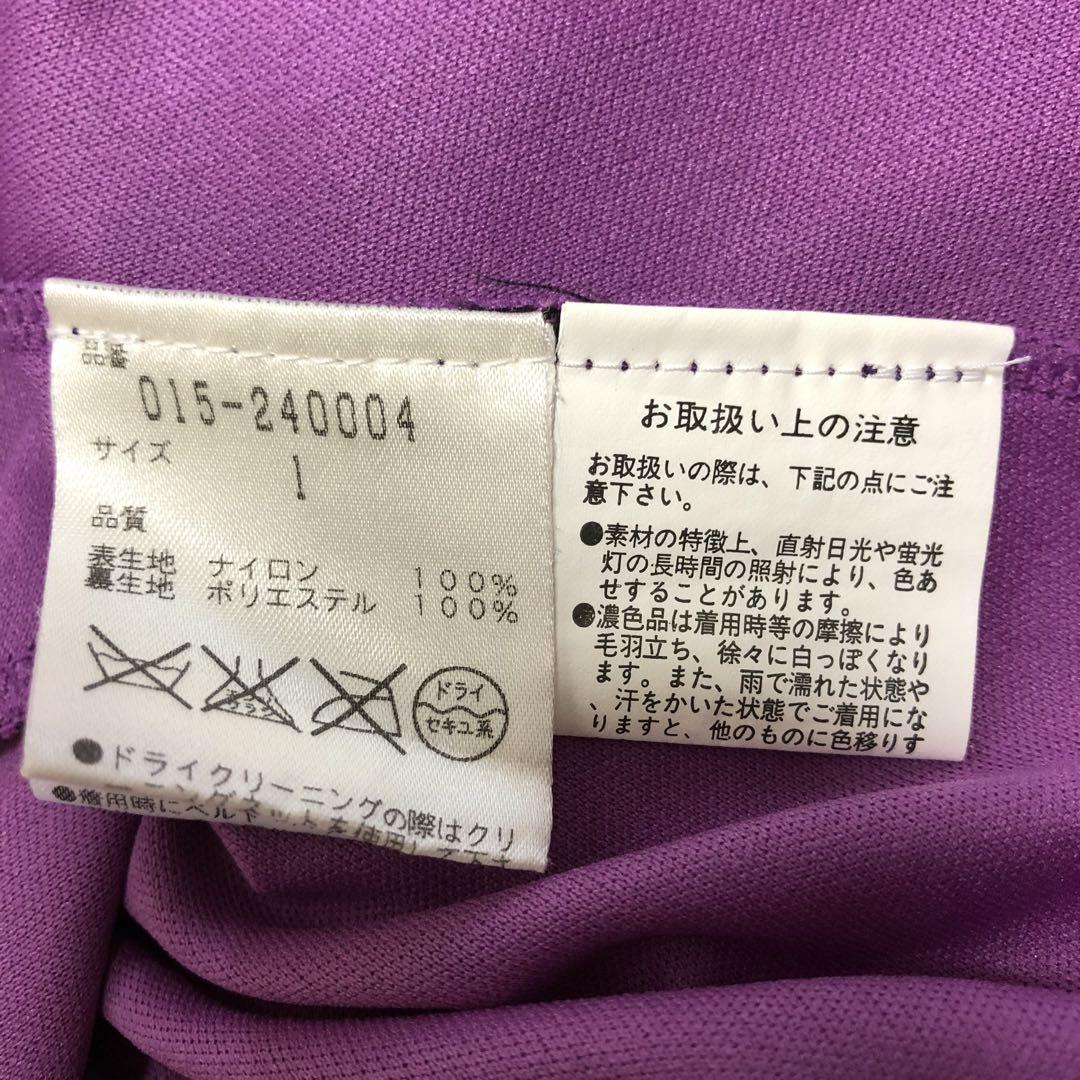 品番
015-240004
サイズ
1
品質
表生地 ナイロン 100%
裏生地 ポリエステル 100%
ドライ
セキユ系
●ドライクリーニングの際はクリ
お取扱い上の注意
お取扱いの際は、下記の点にご注
意下さい。
●素材の特徴上、直射日光や蛍光
灯の長時間の照射により、色あ
せすることがあります。
●濃色品は着用時等の摩擦により
毛羽立ち、徐々に白っぽくなり
ます。また、雨で濡れた状態や
、汗をかいた状態でご着用にな
りますと、他のものに色移りす